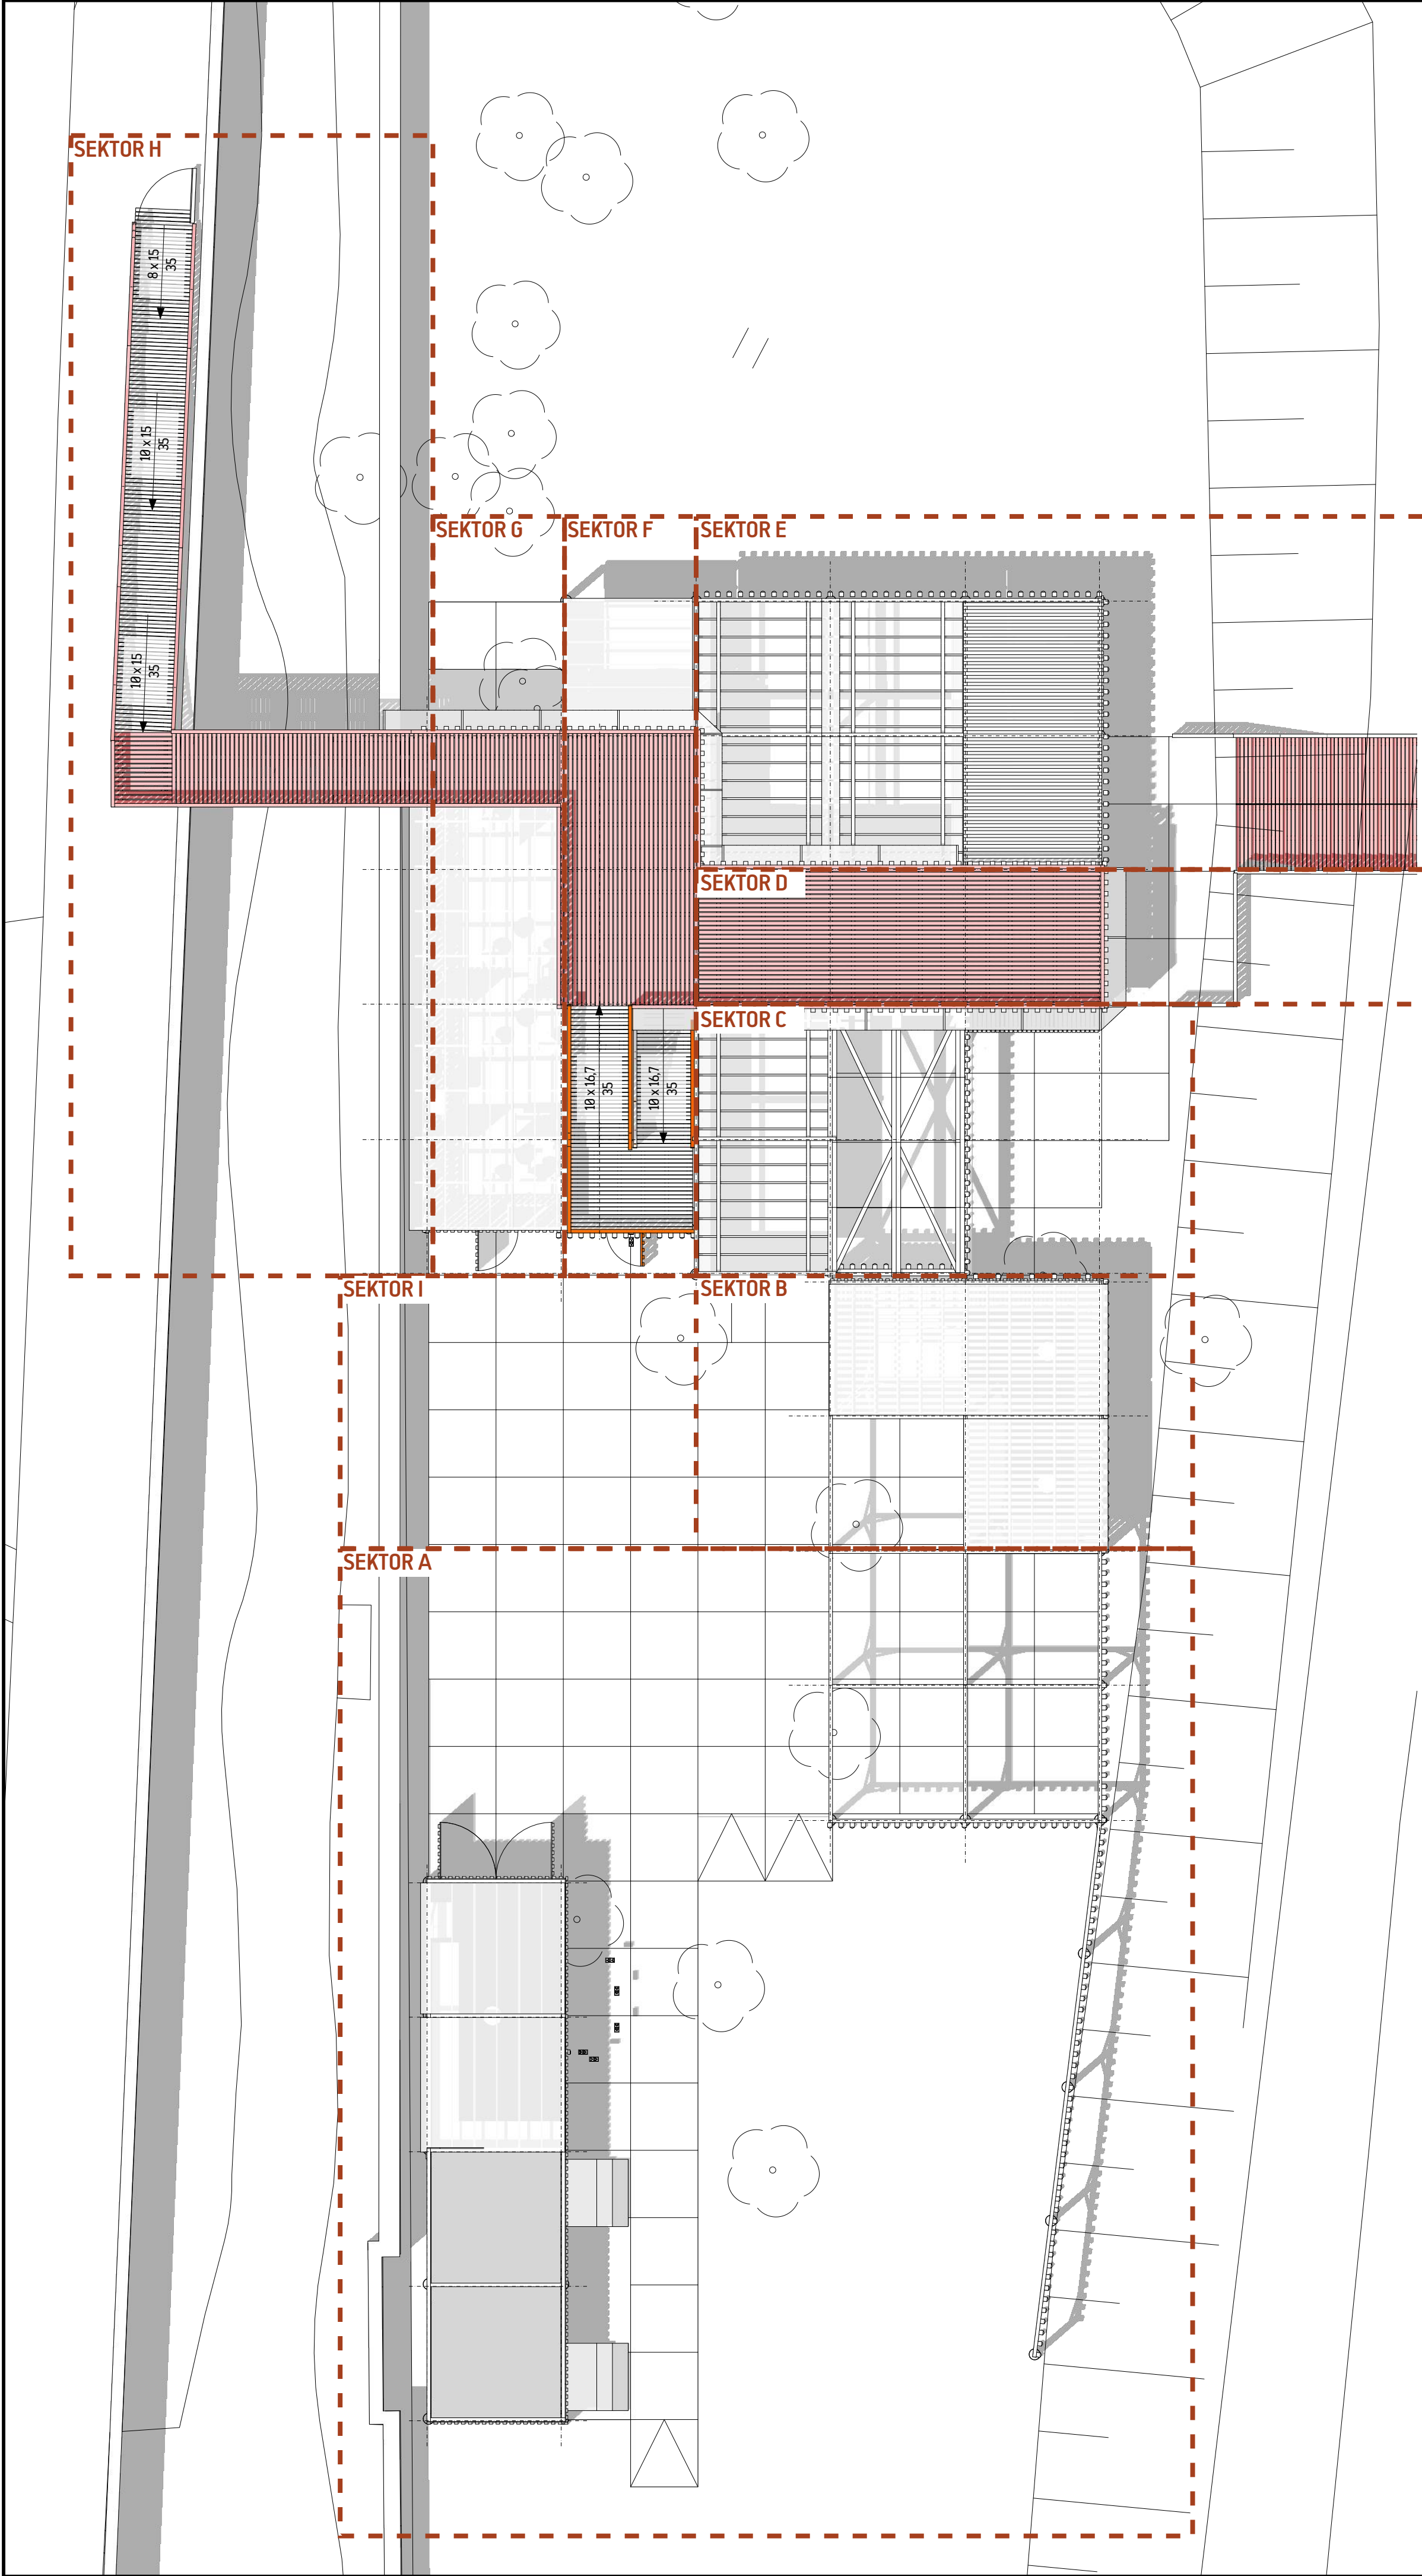 SEKTOR H
8 x 15
35
10 x 15
35
10 x 15
35
SEKTOR G
SEKTOR F
SEKTOR E
SEKTOR D
SEKTOR C
10 x 16,7
35
10 x 16,7
35
SEKTOR I
SEKTOR B
SEKTOR A